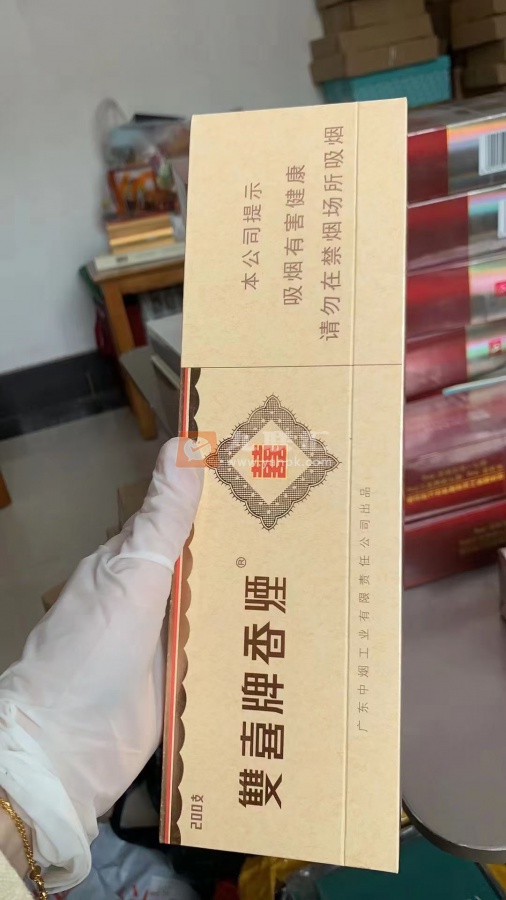 本公司提示
吸烟有害健康
请勿在禁烟场所吸烟
囍
雙喜牌香煙®
200支
广东中烟工业有限责任公司出品